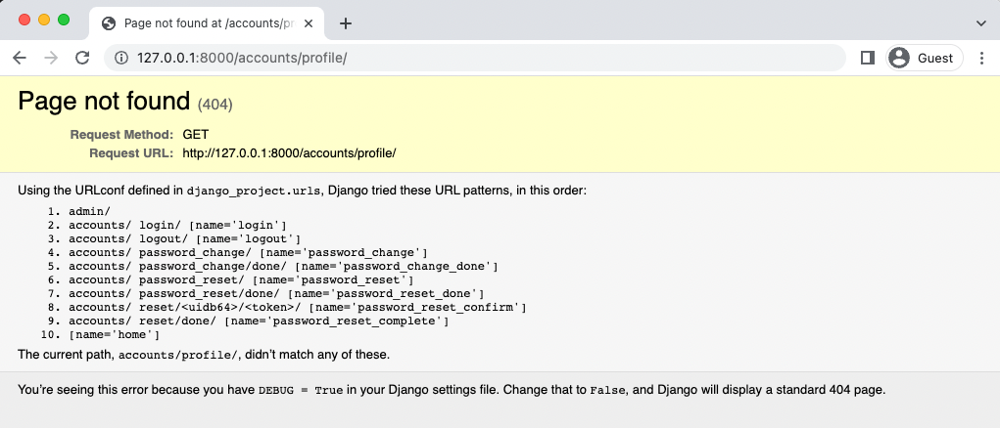 Page not found at /accounts/pr
127.0.0.1:8000/accounts/profile/
Guest
Page not found (404)
Request Method: GET
Request URL: http://127.0.0.1:8000/accounts/profile/
Using the URLconf defined in django_project.urls, Django tried these URL patterns, in this order:
1. admin/
2. accounts/ login/ [name='login']
3. accounts/ logout/ [name='logout']
4. accounts/ password_change/ [name='password_change']
5. accounts/ password_change/done/ [name='password_change_done']
6. accounts/ password_reset/ [name='password_reset']
7. accounts/ password_reset/done/ [name='password_reset_done']
8. accounts/ reset/<uidb64>/<token>/ [name='password_reset_confirm']
9. accounts/ reset/done/ [name='password_reset_complete']
10. [name='home']
The current path, accounts/profile/, didn’t match any of these.
You’re seeing this error because you have DEBUG = True in your Django settings file. Change that to False, and Django will display a standard 404 page.